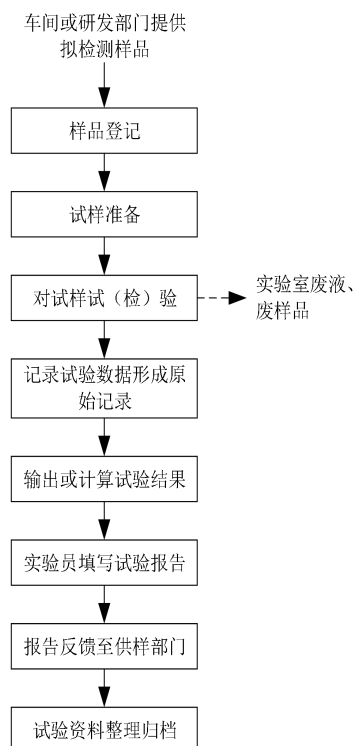 车间或研发部门提供
拟检测样品
样品登记
试样准备
对试样试（检）验
实验室废液、
废样品
记录试验数据形成原
始记录
输出或计算试验结果
实验员填写试验报告
报告反馈至供样部门
试验资料整理归档